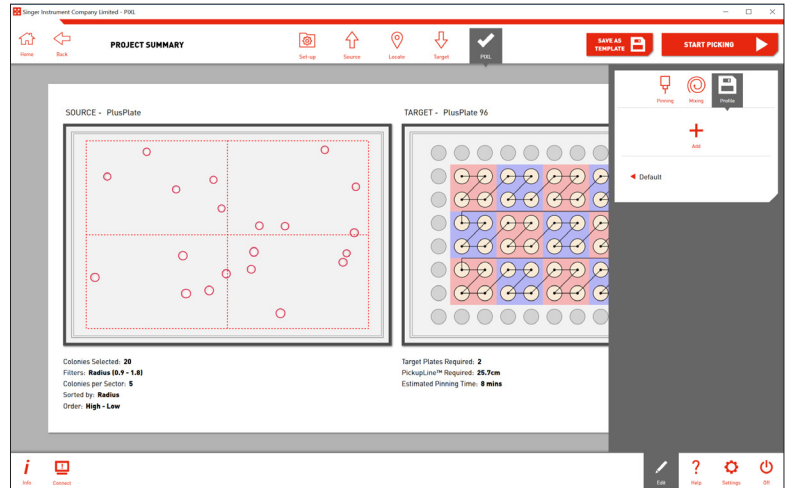 Singer Instrument Company Limited - PIXL
Home
Back
PROJECT SUMMARY
Set-up
Source
Locate
Target
PIXL
SAVE AS
TEMPLATE
START PICKING
SOURCE - PlusPlate
TARGET - PlusPlate 96
Pinning
Mixing
Profile
Add
Default
Colonies Selected: 20
Filters: Radius (0.9 - 1.8)
Colonies per Sector: 5
Sorted by: Radius
Order: High - Low
Target Plates Required: 2
PickupLine™ Required: 25.7cm
Estimated Pinning Time: 8 mins
Info
Connect
Edit
Help
Settings
Off